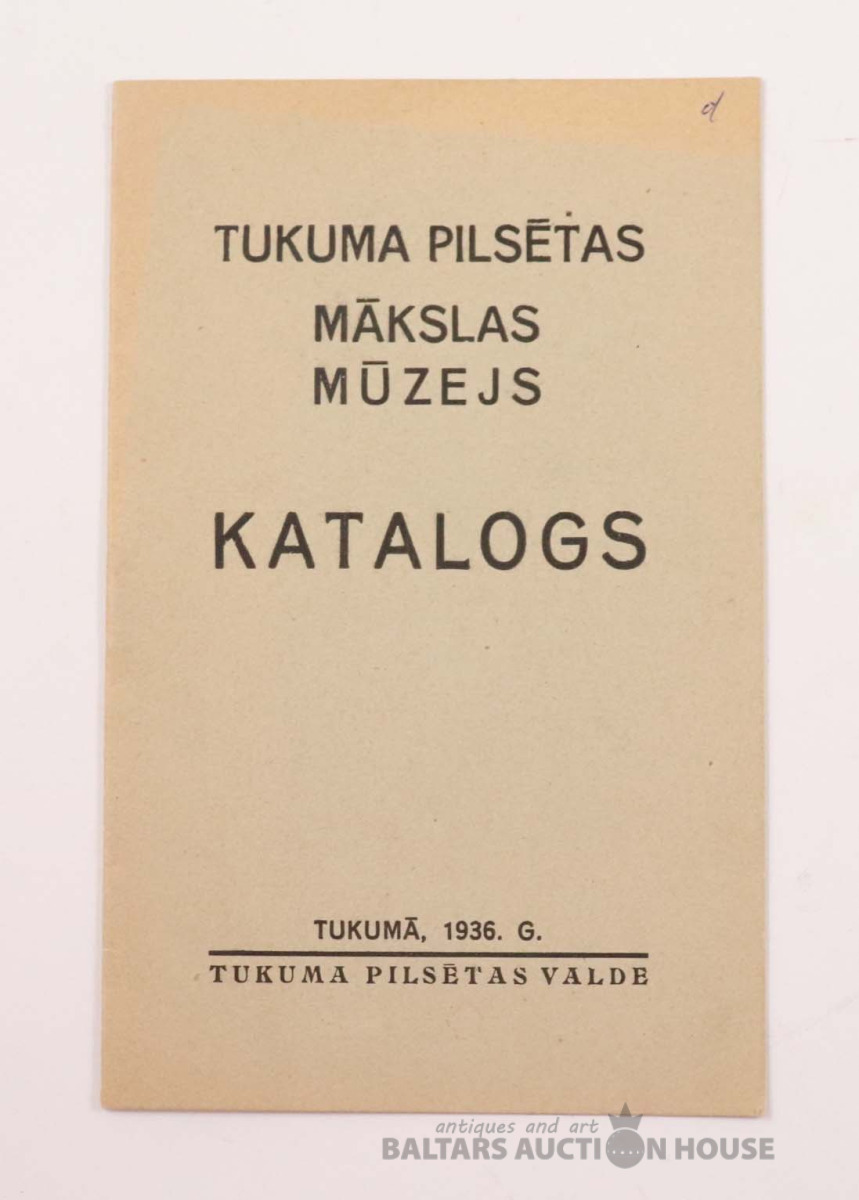 TUKUMA PILSĒTAS
MĀKSLAS
MŪZEJS
KATALOGS
TUKUMĀ, 1936. G.
TUKUMA PILSĒTAS VALDE
antiques and art
BALTARS AUCTION HOUSE